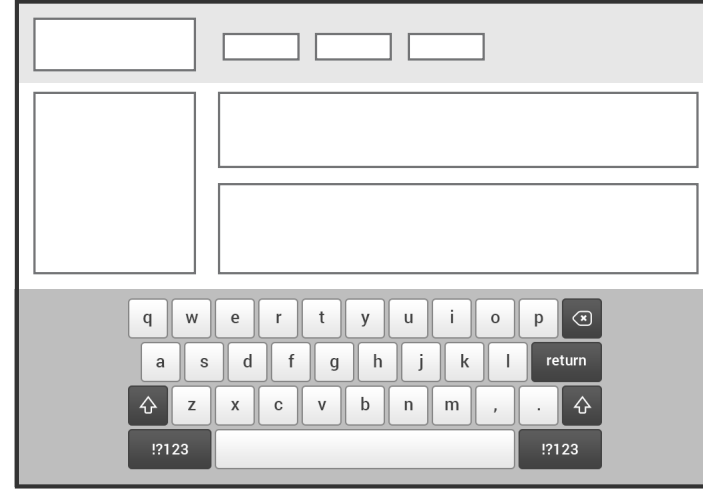 q w e r t y u i o p
a s d f g h j k l return
z x c v b n m , .
!?123 !?123